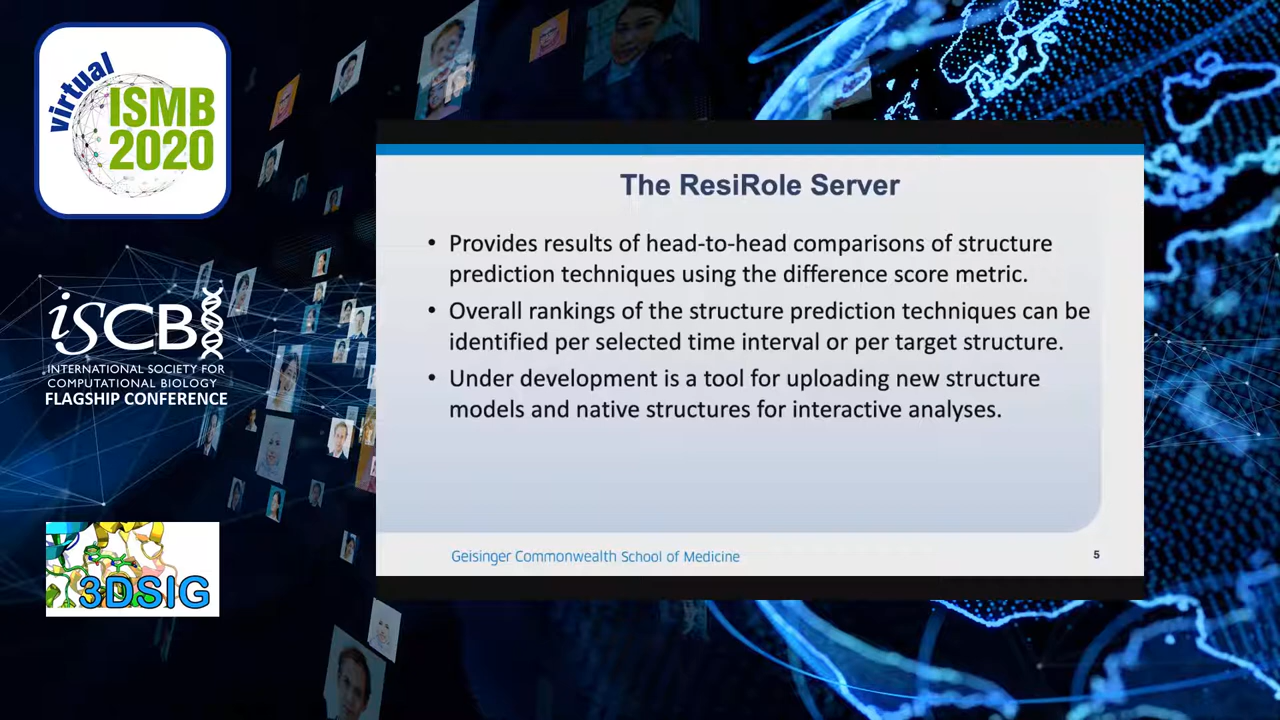 virtual
ISMB
2020
The ResiRole Server
• Provides results of head-to-head comparisons of structure
prediction techniques using the difference score metric.
• Overall rankings of the structure prediction techniques can be
identified per selected time interval or per target structure.
• Under development is a tool for uploading new structure
models and native structures for interactive analyses.
Geisinger Commonwealth School of Medicine
5
iSCB
INTERNATIONAL SOCIETY FOR
COMPUTATIONAL BIOLOGY
FLAGSHIP CONFERENCE
3DSIG